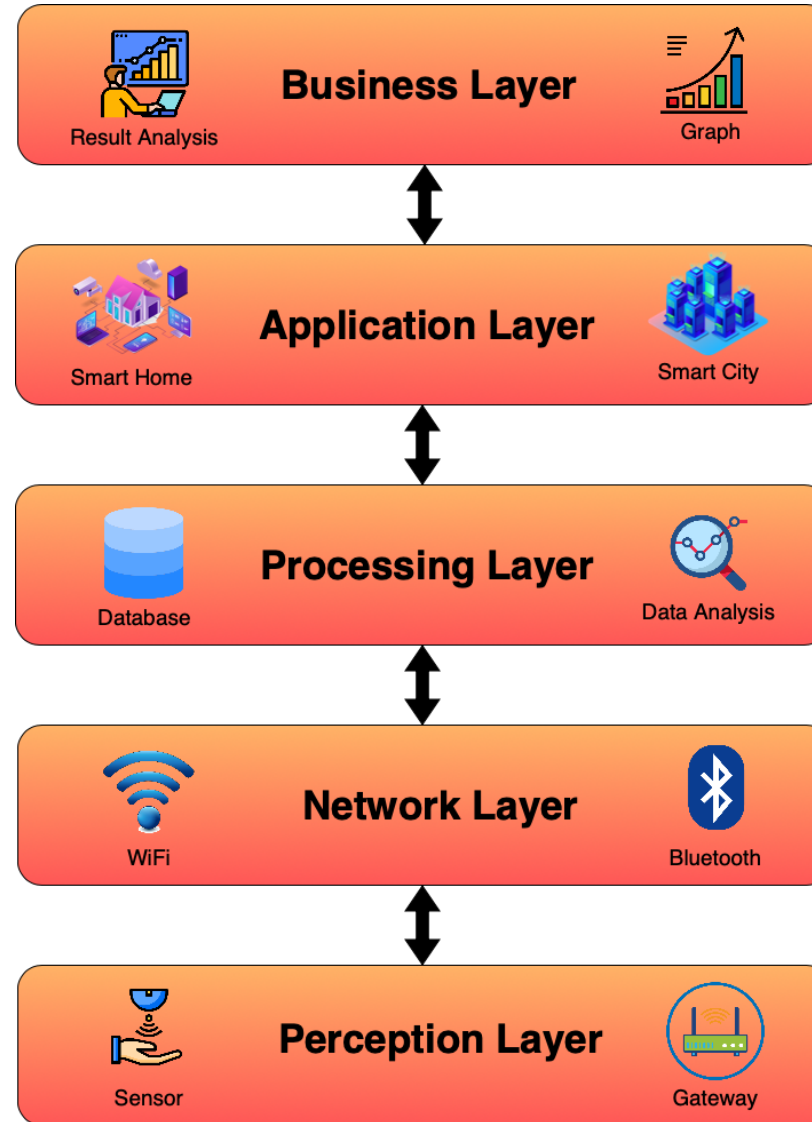 Business Layer
Result Analysis
Graph
Application Layer
Smart Home
Smart City
Processing Layer
Database
Data Analysis
Network Layer
WiFi
Bluetooth
Perception Layer
Sensor
Gateway